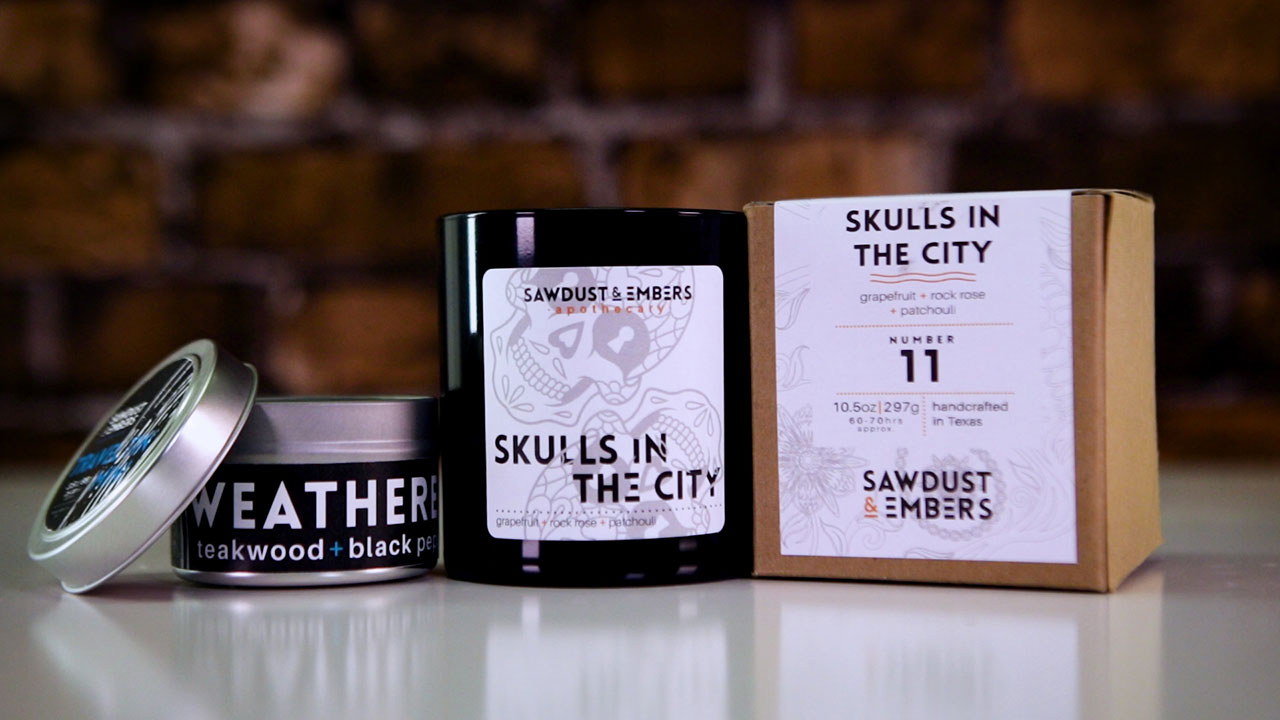 WEATHERE
teakwood + black pep
SAWDUST & EMBERS
apothecary
SKULLS IN
THE CITY
grapefruit + rock rose + patchouli
SKULLS IN
THE CITY
grapefruit + rock rose
+ patchouli
NUMBER
11
10.5oz|297g
60-70hrs
approx.
handcrafted
in Texas
SAWDUST
& EMBERS